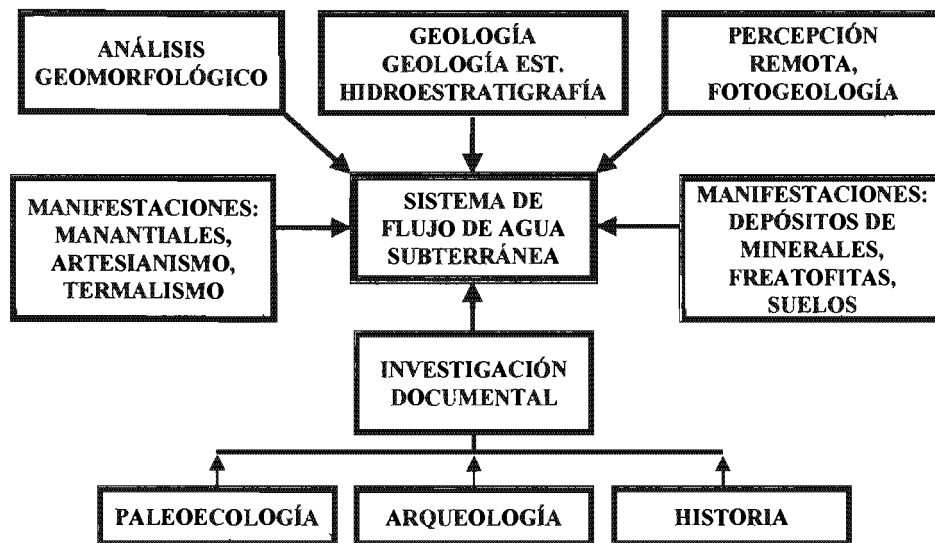 ANÁLISIS
GEOMORFOLÓGICO
GEOLOGÍA
GEOLOGÍA EST.
HIDROESTRATIGRAFÍA
PERCEPCIÓN
REMOTA,
FOTOGEOLOGÍA
MANIFESTACIONES:
MANANTIALES,
ARTESIANISMO,
TERMALISMO
SISTEMA DE
FLUJO DE AGUA
SUBTERRÁNEA
MANIFESTACIONES:
DEPÓSITOS DE
MINERALES,
FREATOFITAS,
SUELOS
INVESTIGACIÓN
DOCUMENTAL
PALEOECOLOGÍA
ARQUEOLOGÍA
HISTORIA